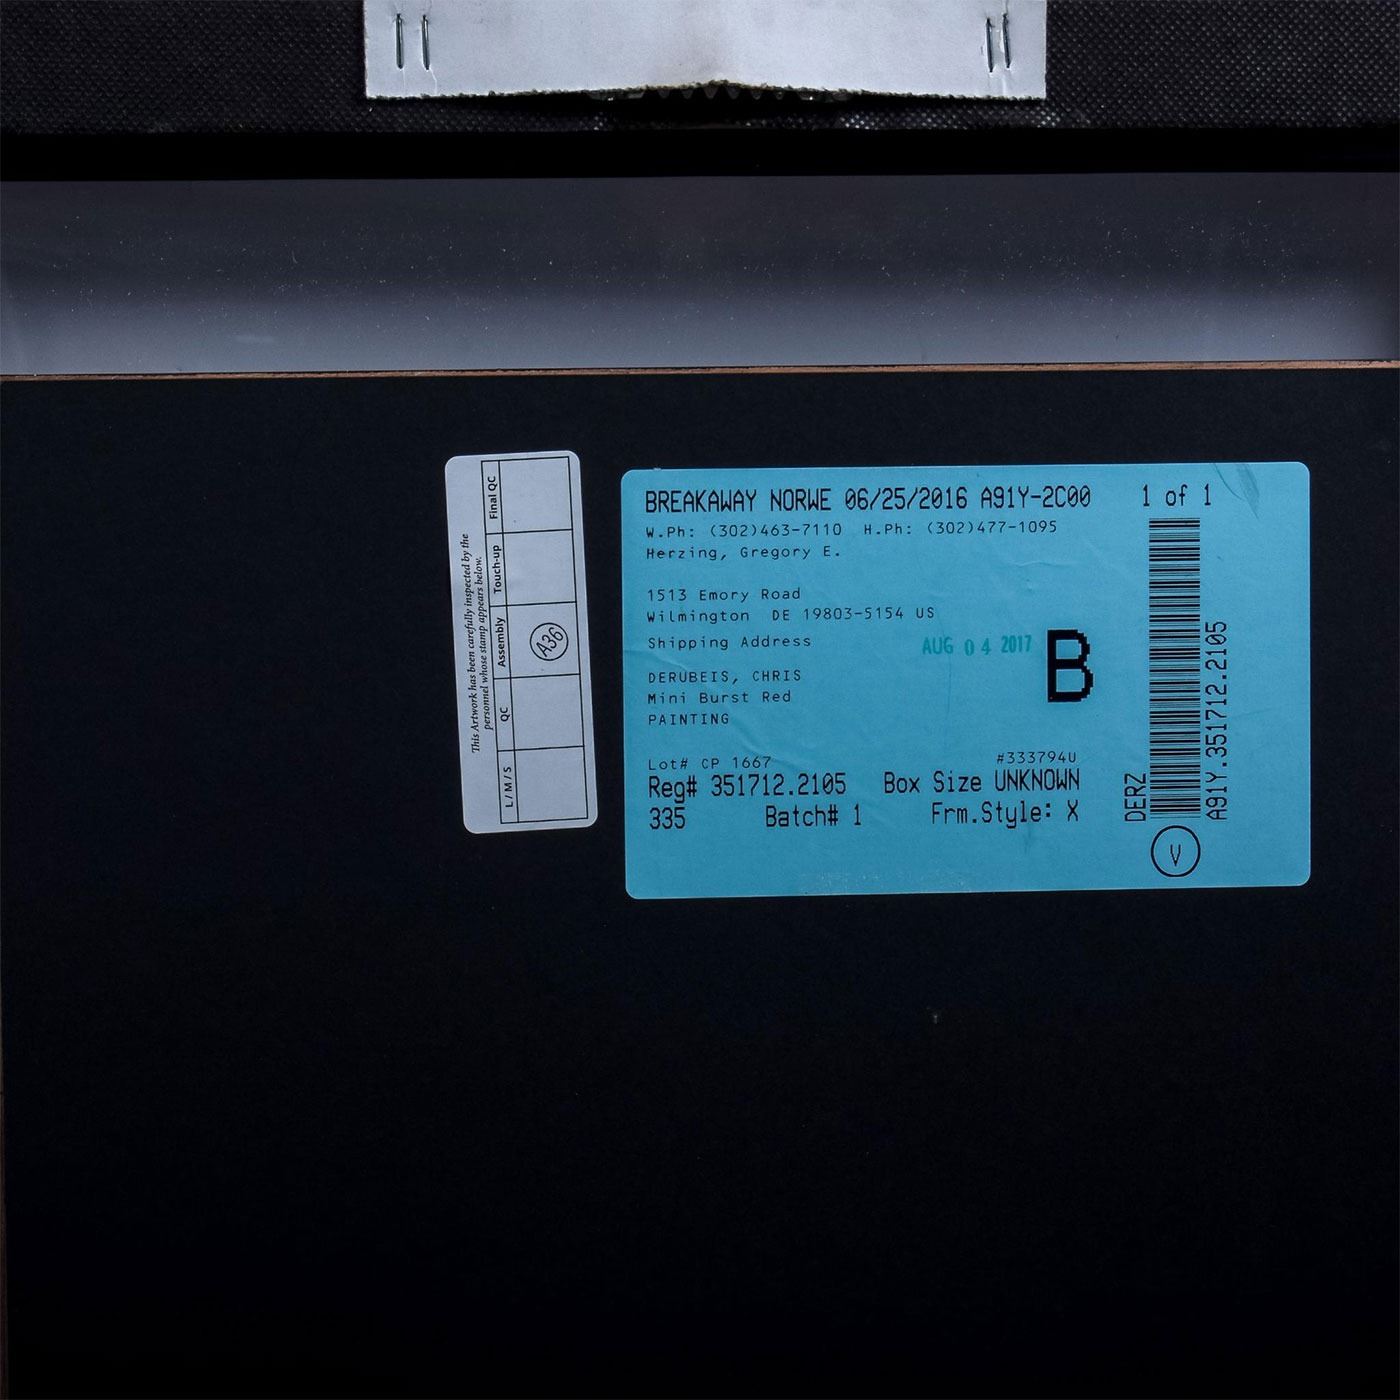 This Artwork has been carefully inspected by the
personnel whose stamp appears below.
L / M / S QC Assembly Touch-up Final QC
A36
BREAKAWAY NORWE 06/25/2016 A91Y-2C00 1 of 1
W.Ph: (302)463-7110 H.Ph: (302)477-1095
Herzing, Gregory E.
1513 Emory Road
Wilmington DE 19803-5154 US
Shipping Address
AUG 04 2017
B
DERUBEIS, CHRIS
Mini Burst Red
PAINTING
Lot# CP 1667 #333794U
Reg# 351712.2105 Box Size UNKNOWN
335 Batch# 1 Frm.Style: X
DERZ
A91Y.351712.2105
V